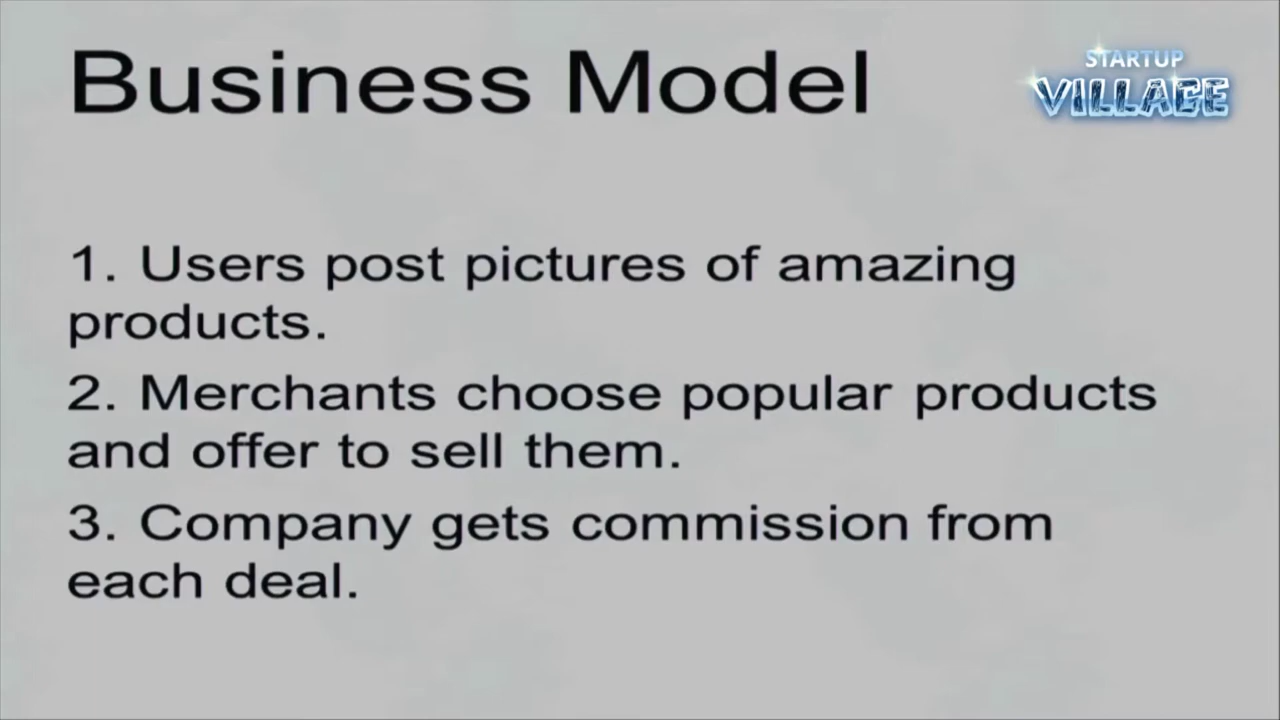 Business Model
STARTUP
VILLAGE
1. Users post pictures of amazing
products.
2. Merchants choose popular products
and offer to sell them.
3. Company gets commission from
each deal.